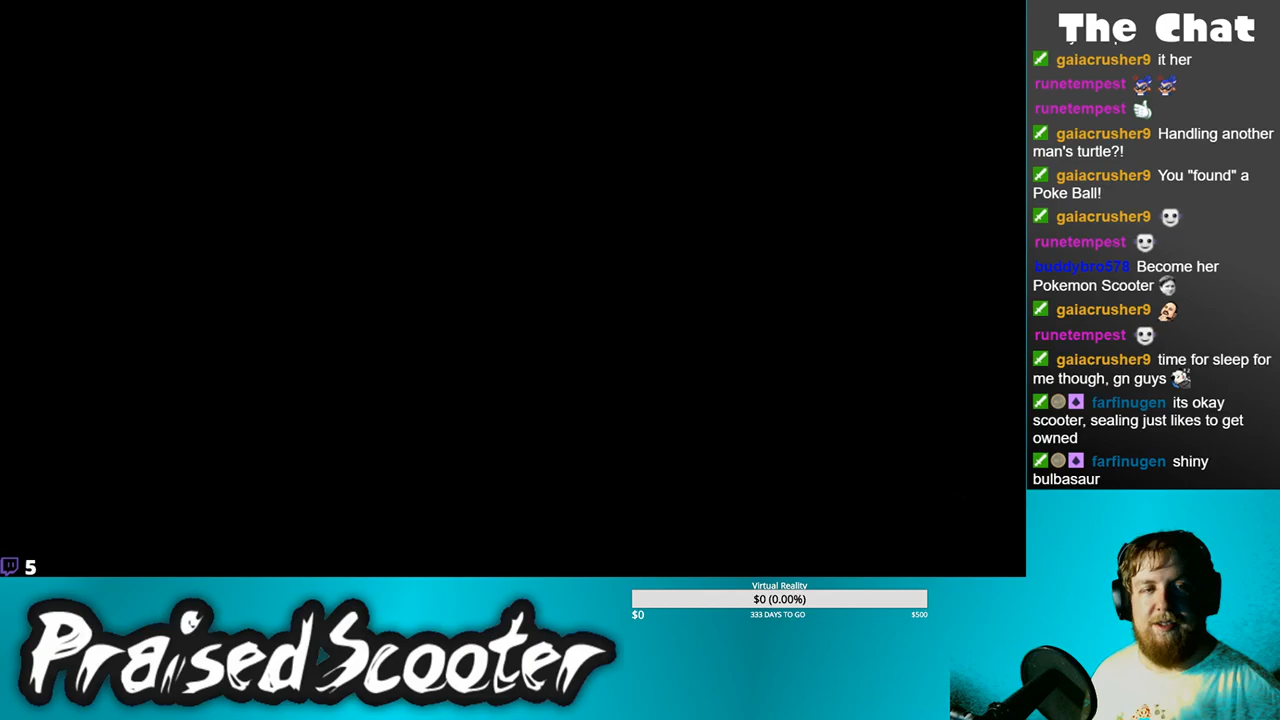 The Chat
gaiacrusher9 it her
runetempest
runetempest
gaiacrusher9 Handling another
man's turtle?!
gaiacrusher9 You "found" a
Poke Ball!
gaiacrusher9
runetempest
buddybro578 Become her
Pokemon Scooter
gaiacrusher9
runetempest
gaiacrusher9 time for sleep for
me though, gn guys
farfinugen its okay
scooter, sealing just likes to get
owned
farfinugen shiny
bulbasaur
5
Virtual Reality
$0 (0.00%)
$0 333 DAYS TO GO $500
PraisedScooter